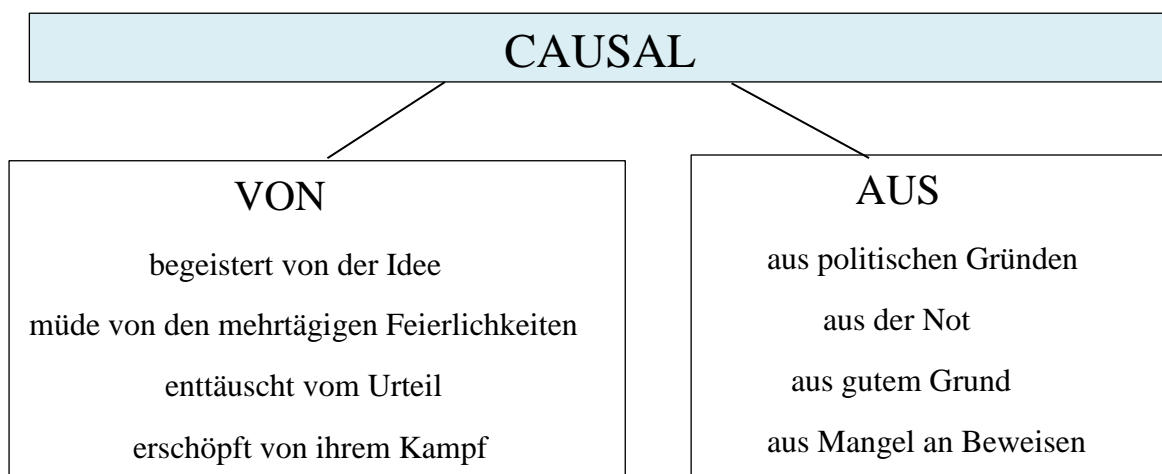 CAUSAL
VON
begeistert von der Idee
müde von den mehrtägigen Feierlichkeiten
enttäuscht vom Urteil
erschöpft von ihrem Kampf
AUS
aus politischen Gründen
aus der Not
aus gutem Grund
aus Mangel an Beweisen